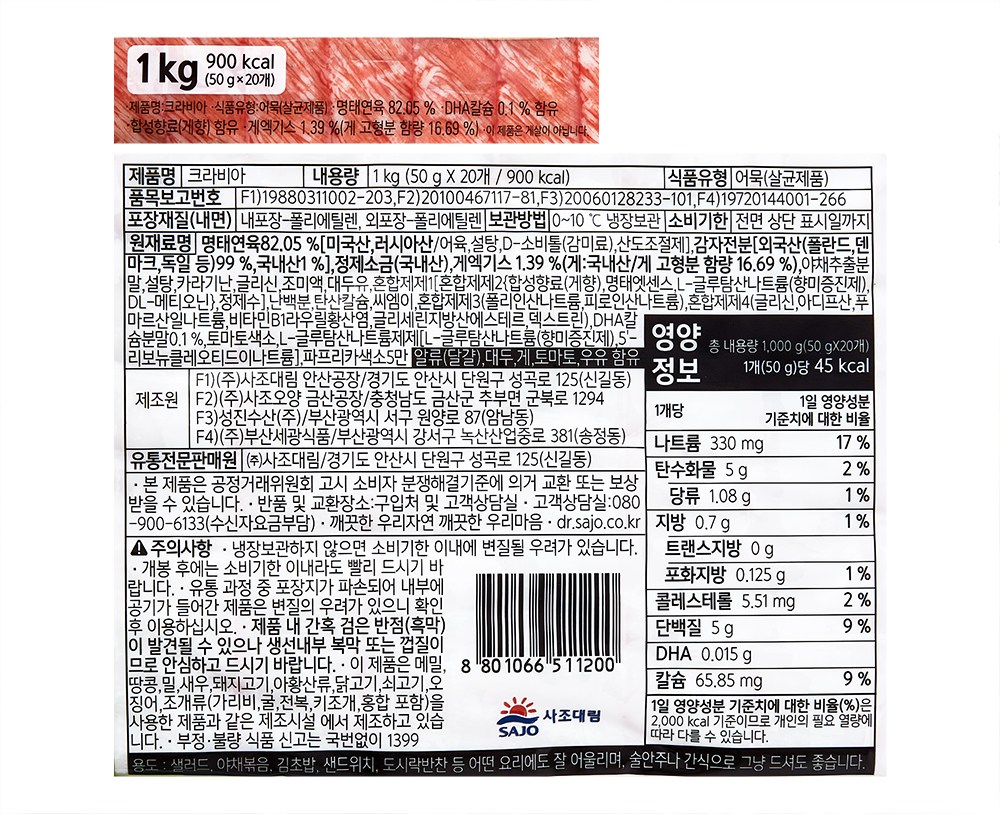 1 kg 900 kcal
(50 g×20개)
·제품명:크라비아 ·식품유형:어묵(살균제품) ·명태연육 82.05 % ·DHA칼슘 0.1 % 함유
·합성향료(게향) 함유 ·게엑기스 1.39 %(게 고형분 함량 16.69 %) ·이 제품은 게살이 아닙니다.
제품명 크라비아 내용량 1 kg (50 g X 20개 / 900 kcal) 식품유형 어묵(살균제품)
품목보고번호 F1)19880311002-203,F2)20100467117-81,F3)20060128233-101,F4)19720144001-266
포장재질(내면) 내포장-폴리에틸렌, 외포장-폴리에틸렌 보관방법 0~10 ℃ 냉장보관 소비기한 전면 상단 표시일까지
원재료명 명태연육82.05 %[미국산,러시아산/어육,설탕,D-소비톨(감미료),산도조절제],감자전분[외국산(폴란드,덴
마크,독일 등)99 %,국내산1 %],정제소금(국내산),게엑기스 1.39 %(게:국내산/게 고형분 함량 16.69 %),야채추출분
말,설탕,카라기난,글리신,조미액,대두유,혼합제제1[혼합제제2{합성향료(게향),명태엣센스,L-글루탐산나트륨(향미증진제),
DL-메티오닌}, 정제수],난백분,탄산칼슘,씨엠이,혼합제제3(폴리인산나트륨,피로인산나트륨),혼합제제4(글리신,아디프산,푸
마르산일나트륨,비타민B1라우릴황산염,글리세린지방산에스테르,덱스트린),DHA칼
슘분말0.1 %,토마토색소,L-글루탐산나트륨제제[L-글루탐산나트륨(향미증진제),5'-
리보뉴클레오티드이나트륨],파프리카색소5만 알류(달걀),대두,게,토마토,우유 함유
제조원
F1)(주)사조대림 안산공장/경기도 안산시 단원구 성곡로 125(신길동)
F2)(주)사조오양 금산공장/충청남도 금산군 추부면 군북로 1294
F3)성진수산(주)/부산광역시 서구 원양로 87(암남동)
F4)(주)부산세광식품/부산광역시 강서구 녹산산업중로 381(송정동)
유통전문판매원 ㈜사조대림/경기도 안산시 단원구 성곡로 125(신길동)
· 본 제품은 공정거래위원회 고시 소비자 분쟁해결기준에 의거 교환 또는 보상
받을 수 있습니다. · 반품 및 교환장소:구입처 및 고객상담실 · 고객상담실:080
-900-6133(수신자요금부담) · 깨끗한 우리자연 깨끗한 우리마음 · dr.sajo.co.kr
주의사항 · 냉장보관하지 않으면 소비기한 이내에 변질될 우려가 있습니다.
· 개봉 후에는 소비기한 이내라도 빨리 드시기 바
랍니다. · 유통 과정 중 포장지가 파손되어 내부에
공기가 들어간 제품은 변질의 우려가 있으니 확인
후 이용하십시오. · 제품 내 간혹 검은 반점(흑막)
이 발견될 수 있으나 생선내부 복막 또는 껍질이
므로 안심하고 드시기 바랍니다. · 이 제품은 메밀,
땅콩,밀,새우,돼지고기,아황산류,닭고기,쇠고기,오
징어,조개류(가리비,굴,전복,키조개,홍합 포함)을
사용한 제품과 같은 제조시설 에서 제조하고 있습
니다. · 부정·불량 식품 신고는 국번없이 1399
8 801066 511200
사조대림
SAJO
영양
정보
총 내용량 1,000 g(50 gX20개)
1개(50 g)당 45 kcal
1개당 1일 영양성분
기준치에 대한 비율
나트륨 330 mg 17 %
탄수화물 5 g 2 %
당류 1.08 g 1 %
지방 0.7 g 1 %
트랜스지방 0 g
포화지방 0.125 g 1 %
콜레스테롤 5.51 mg 2 %
단백질 5 g 9 %
DHA 0.015 g
칼슘 65.85 mg 9 %
1일 영양성분 기준치에 대한 비율(%)은
2,000 kcal 기준이므로 개인의 필요 열량에
따라 다를 수 있습니다.
용도 : 샐러드, 야채볶음, 김초밥, 샌드위치, 도시락반찬 등 어떤 요리에도 잘 어울리며, 술안주나 간식으로 그냥 드셔도 좋습니다.